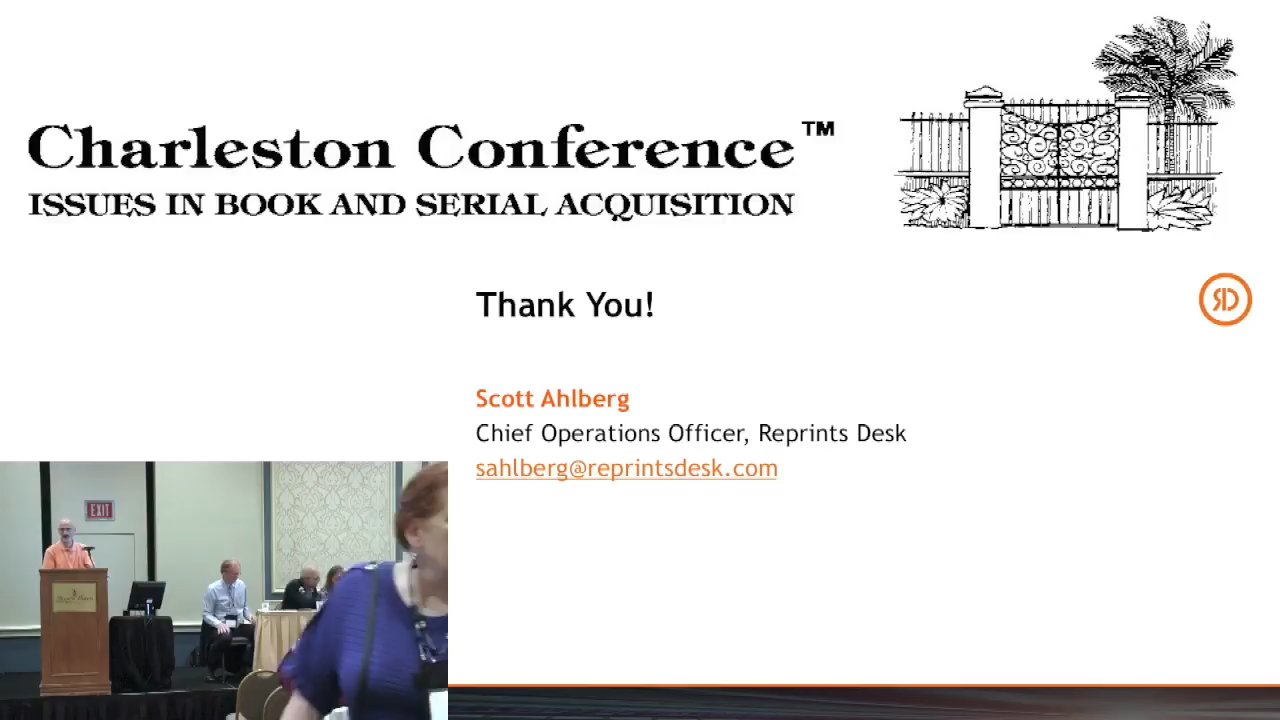 Charleston Conference™
ISSUES IN BOOK AND SERIAL ACQUISITION
Thank You!
RD
Scott Ahlberg
Chief Operations Officer, Reprints Desk
sahlberg@reprintsdesk.com
EXIT